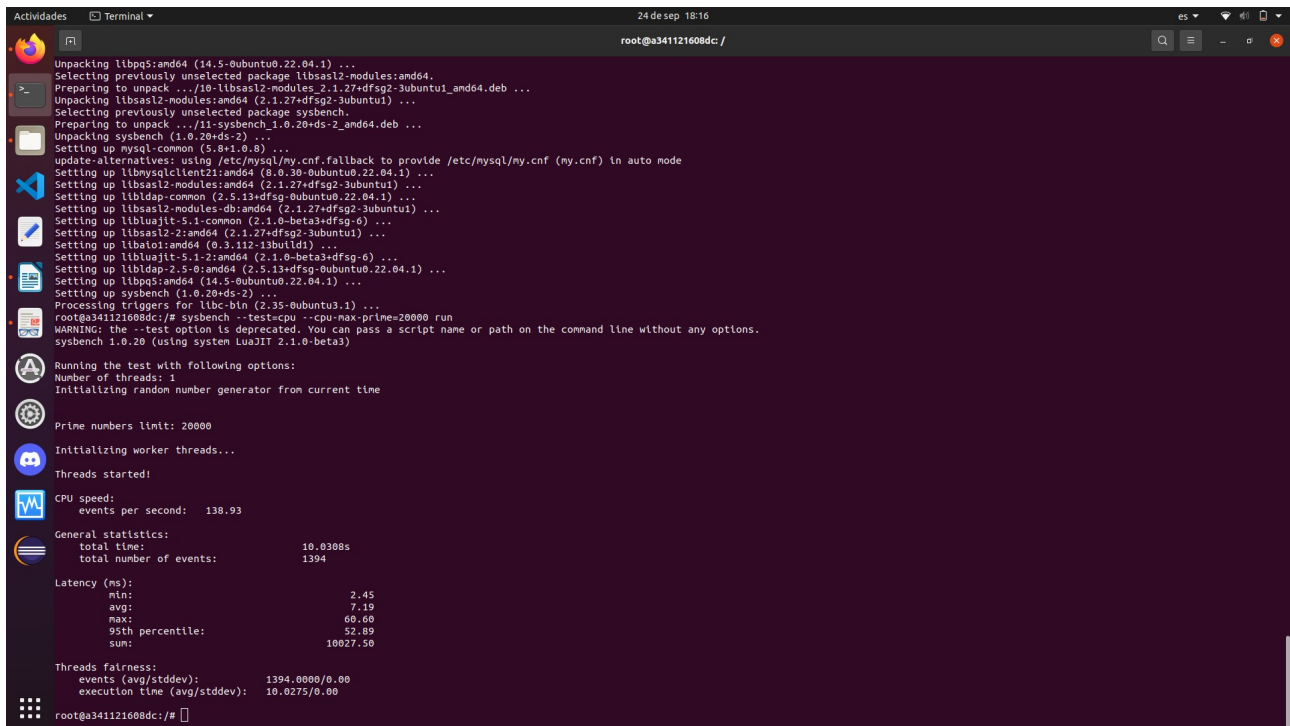 Actividades Terminal 24 de sep 18:16 es
root@a341121608dc: /
Unpacking libpq5:amd64 (14.5-0ubuntu0.22.04.1) ...
Selecting previously unselected package libsasl2-modules:amd64.
Preparing to unpack .../10-libsasl2-modules_2.1.27+dfsg2-3ubuntu1_amd64.deb ...
Unpacking libsasl2-modules:amd64 (2.1.27+dfsg2-3ubuntu1) ...
Selecting previously unselected package sysbench.
Preparing to unpack .../11-sysbench_1.0.20+ds-2_amd64.deb ...
Unpacking sysbench (1.0.20+ds-2) ...
Setting up mysql-common (5.8+1.0.8) ...
update-alternatives: using /etc/mysql/my.cnf.fallback to provide /etc/mysql/my.cnf (my.cnf) in auto mode
Setting up libmysqlclient21:amd64 (8.0.30-0ubuntu0.22.04.1) ...
Setting up libsasl2-modules:amd64 (2.1.27+dfsg2-3ubuntu1) ...
Setting up libldap-common (2.5.13+dfsg-0ubuntu0.22.04.1) ...
Setting up libsasl2-modules-db:amd64 (2.1.27+dfsg2-3ubuntu1) ...
Setting up libluajit-5.1-common (2.1.0~beta3+dfsg-6) ...
Setting up libsasl2-2:amd64 (2.1.27+dfsg2-3ubuntu1) ...
Setting up libaio1:amd64 (0.3.112-13build1) ...
Setting up libluajit-5.1-2:amd64 (2.1.0~beta3+dfsg-6) ...
Setting up libldap-2.5-0:amd64 (2.5.13+dfsg-0ubuntu0.22.04.1) ...
Setting up libpq5:amd64 (14.5-0ubuntu0.22.04.1) ...
Setting up sysbench (1.0.20+ds-2) ...
Processing triggers for libc-bin (2.35-0ubuntu3.1) ...
root@a341121608dc:/# sysbench --test=cpu --cpu-max-prime=20000 run
WARNING: the --test option is deprecated. You can pass a script name or path on the command line without any options.
sysbench 1.0.20 (using system LuaJIT 2.1.0-beta3)
Running the test with following options:
Number of threads: 1
Initializing random number generator from current time
Prime numbers limit: 20000
Initializing worker threads...
Threads started!
CPU speed:
events per second: 138.93
General statistics:
total time: 10.0308s
total number of events: 1394
Latency (ms):
min: 2.45
avg: 7.19
max: 60.60
95th percentile: 52.89
sum: 10027.50
Threads fairness:
events (avg/stddev): 1394.0000/0.00
execution time (avg/stddev): 10.0275/0.00
root@a341121608dc:/#